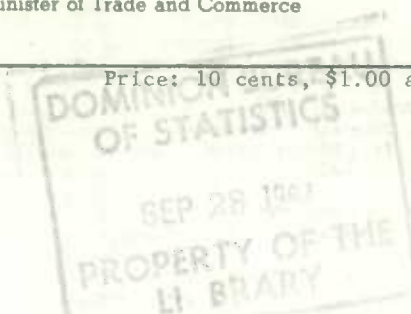 inister of Trade and Commerce
Price: 10 cents, $1.00 a
DOMINION BUREAU
OF STATISTICS
SEP 28
PROPERTY OF THE
LIBRARY